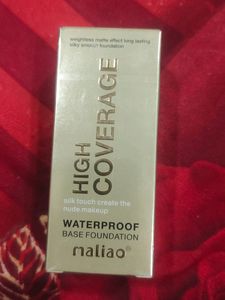 weightless matte effect long lasting
silky smooth foundation
HIGH
COVERAGE
silk touch create the
nude makeup
WATERPROOF
BASE FOUNDATION
maliao®